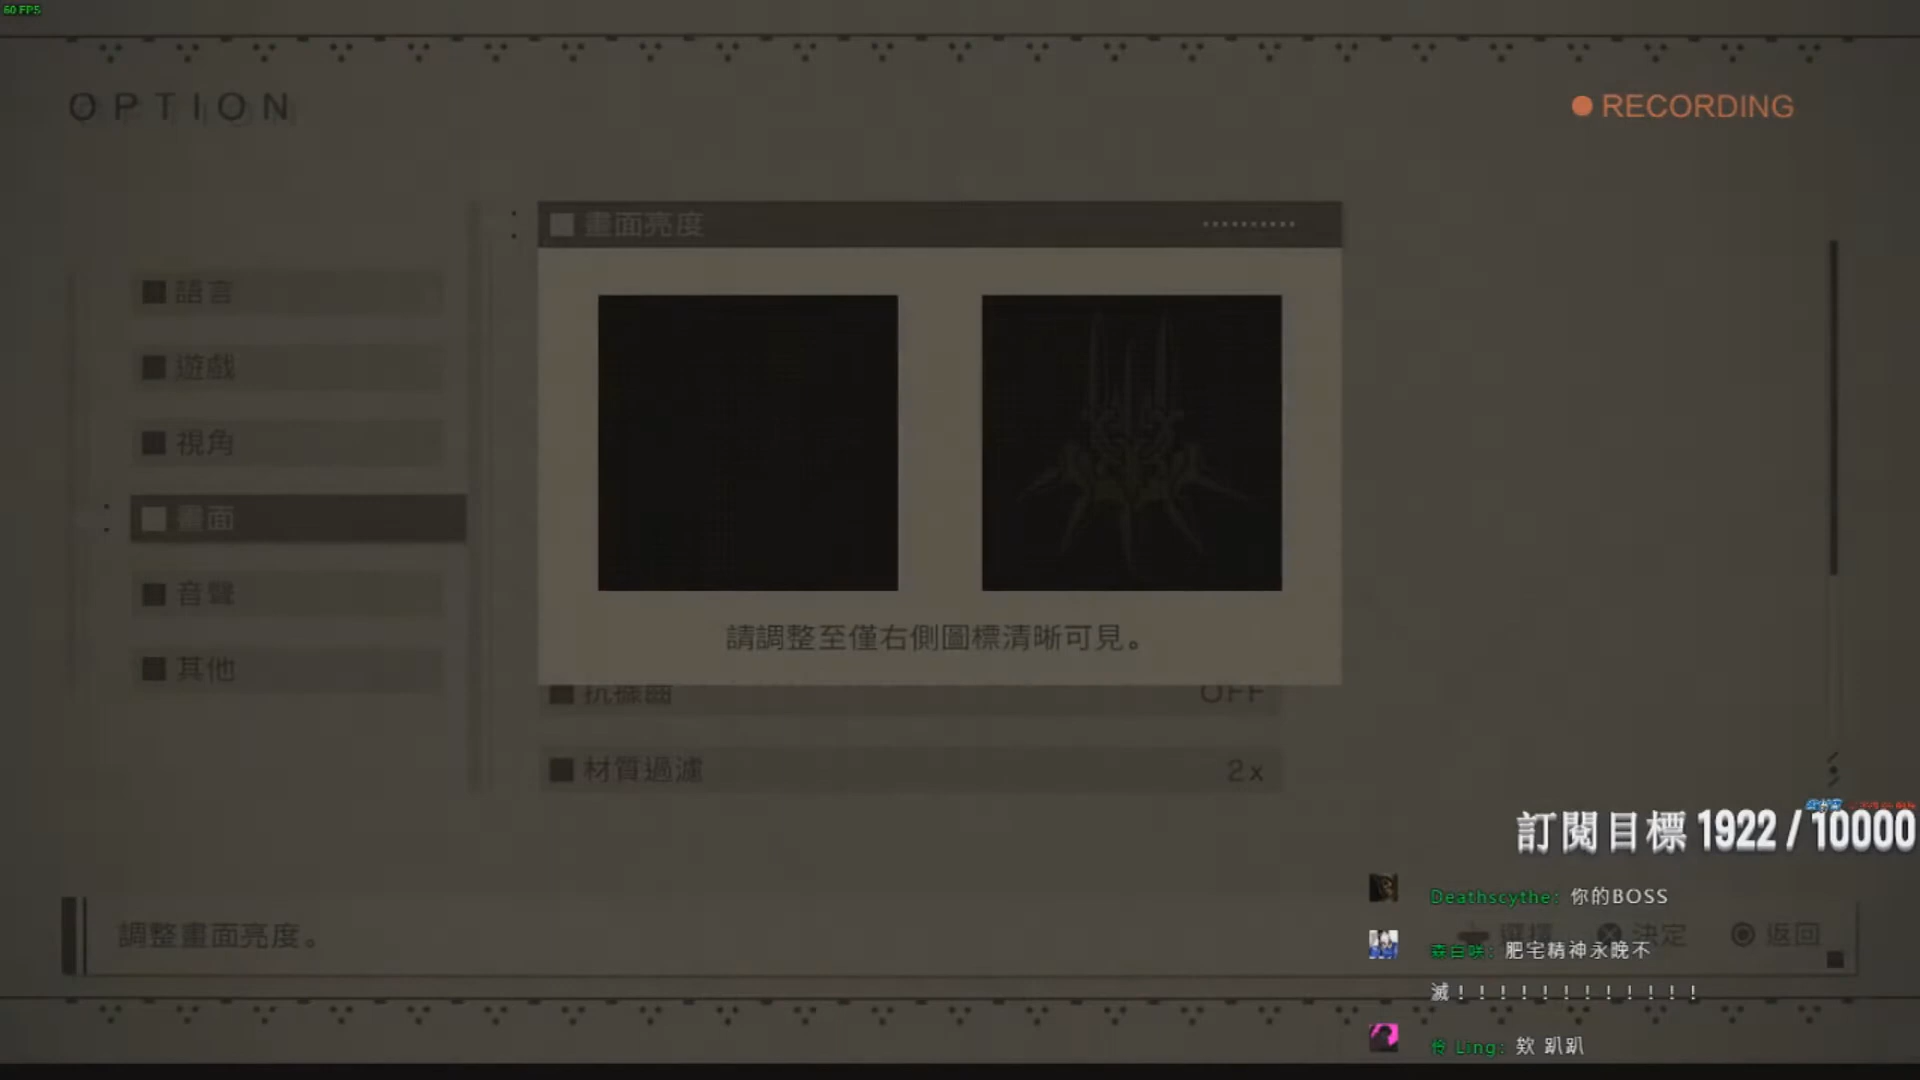 60 FPS
OPTION
RECORDING
畫面亮度
語言
遊戲
視角
畫面
音聲
其他
請調整至僅右側圖標清晰可見。
抗鋸齒 OFF
材質過濾 2x
訂閱目標 1922 / 10000
調整畫面亮度。
選擇 決定 返回
Deathscythe: 你的BOSS
肥宅精神永晚不
滅！！！！！！！！！！！！
Ling: 欸 趴趴